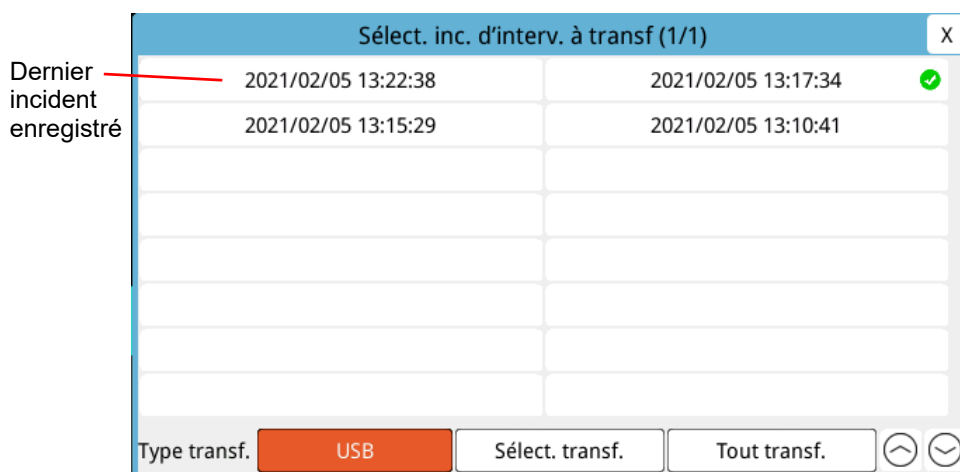 Sélect. inc. d’interv. à transf (1/1)
X
Dernier
incident
enregistré
2021/02/05 13:22:38
2021/02/05 13:17:34
2021/02/05 13:15:29
2021/02/05 13:10:41
Type transf.
USB
Sélect. transf.
Tout transf.